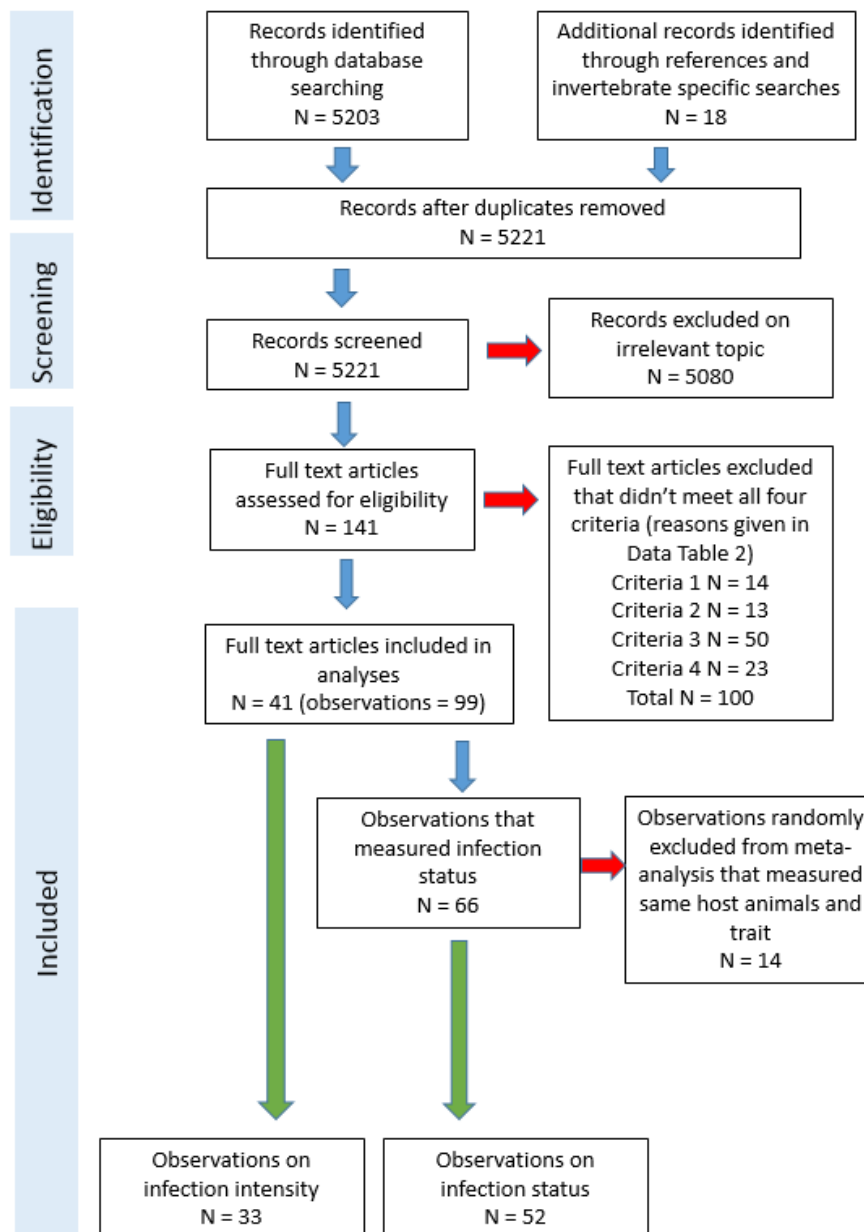 Identification
Records identified
through database
searching
N = 5203
Additional records identified
through references and
invertebrate specific searches
N = 18
Records after duplicates removed
N = 5221
Screening
Records screened
N = 5221
Records excluded on
irrelevant topic
N = 5080
Eligibility
Full text articles
assessed for eligibility
N = 141
Full text articles excluded
that didn't meet all four
criteria (reasons given in
Data Table 2)
Criteria 1 N = 14
Criteria 2 N = 13
Criteria 3 N = 50
Criteria 4 N = 23
Total N = 100
Included
Full text articles included in
analyses
N = 41 (observations = 99)
Observations that
measured infection
status
N = 66
Observations randomly
excluded from meta-
analysis that measured
same host animals and
trait
N = 14
Observations on
infection intensity
N = 33
Observations on
infection status
N = 52